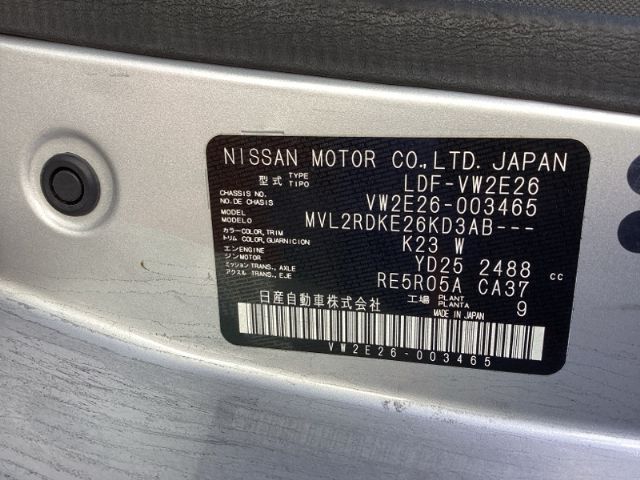 NISSAN MOTOR CO.,LTD. JAPAN
型式 TYPE TIPO LDF-VW2E26
CHASSIS NO. NO. DE CHASIS VW2E26-003465
MODEL MODELO MVL2RDKE26KD3AB---
カラー COLOR, TRIM COLOR, GUARNICION K23 W
エンジン ENGINE MOTOR YD25 2488 cc
ミッション TRANS., AXLE アクスル TRANS., EJE RE5R05A CA37
日産自動車株式会社 工場 PLANT PLANTA 9
MADE IN JAPAN
VW2E26-003465